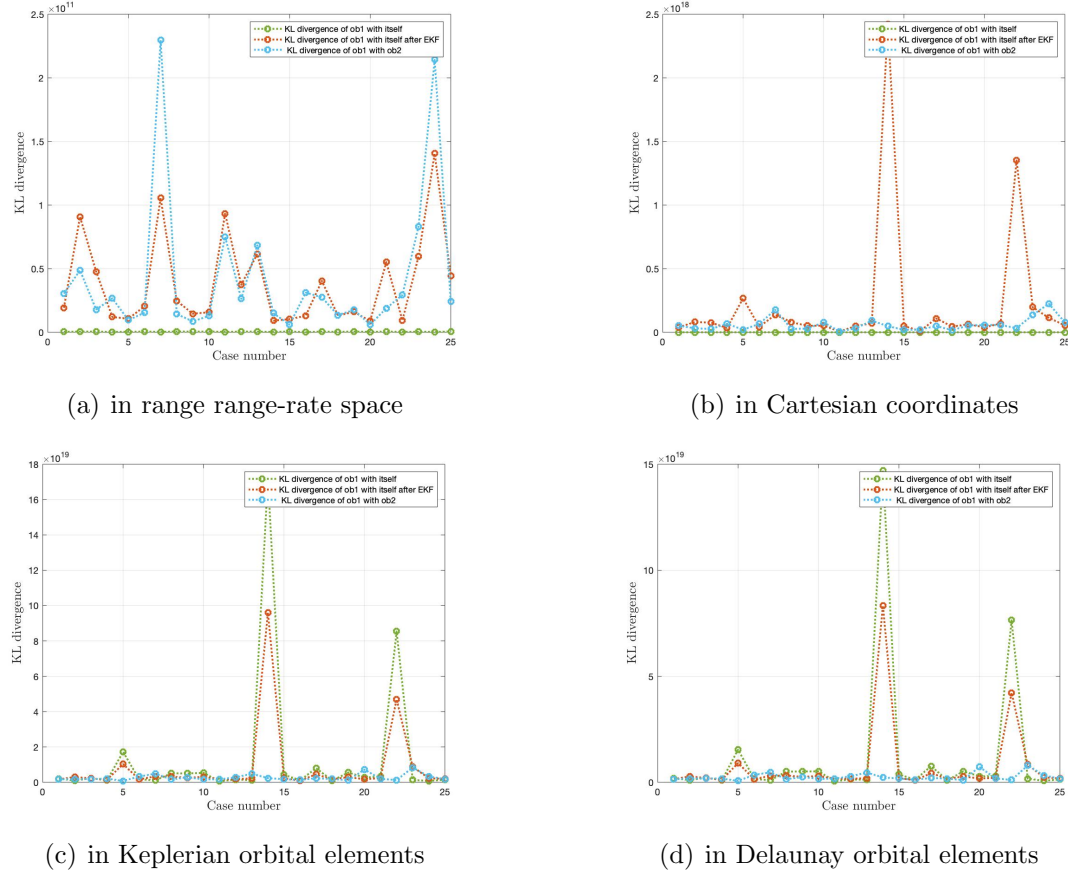 ×10^11
2.5
2
1.5
1
0.5
0
KL divergence
KL divergence of ob1 with itself
KL divergence of ob1 with itself after EKF
KL divergence of ob1 with ob2
0 5 10 15 20 25
Case number
(a) in range range-rate space
×10^18
2.5
2
1.5
1
0.5
0
KL divergence
KL divergence of ob1 with itself
KL divergence of ob1 with itself after EKF
KL divergence of ob1 with ob2
0 5 10 15 20 25
Case number
(b) in Cartesian coordinates
×10^19
18
16
14
12
10
8
6
4
2
0
KL divergence
KL divergence of ob1 with itself
KL divergence of ob1 with itself after EKF
KL divergence of ob1 with ob2
0 5 10 15 20 25
Case number
(c) in Keplerian orbital elements
×10^19
15
10
5
0
KL divergence
KL divergence of ob1 with itself
KL divergence of ob1 with itself after EKF
KL divergence of ob1 with ob2
0 5 10 15 20 25
Case number
(d) in Delaunay orbital elements